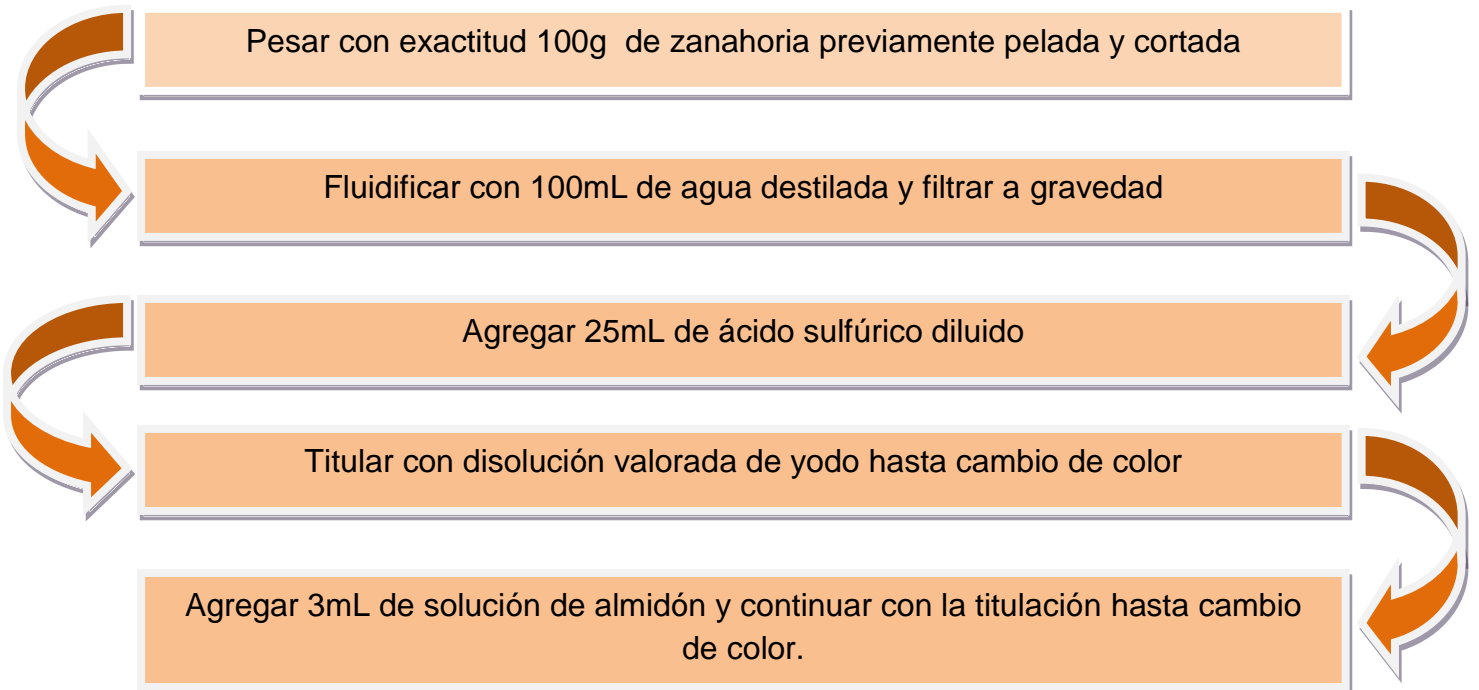 Pesar con exactitud 100g  de zanahoria previamente pelada y cortada
Fluidificar con 100mL de agua destilada y filtrar a gravedad
Agregar 25mL de ácido sulfúrico diluido
Titular con disolución valorada de yodo hasta cambio de color
Agregar 3mL de solución de almidón y continuar con la titulación hasta cambio
de color.